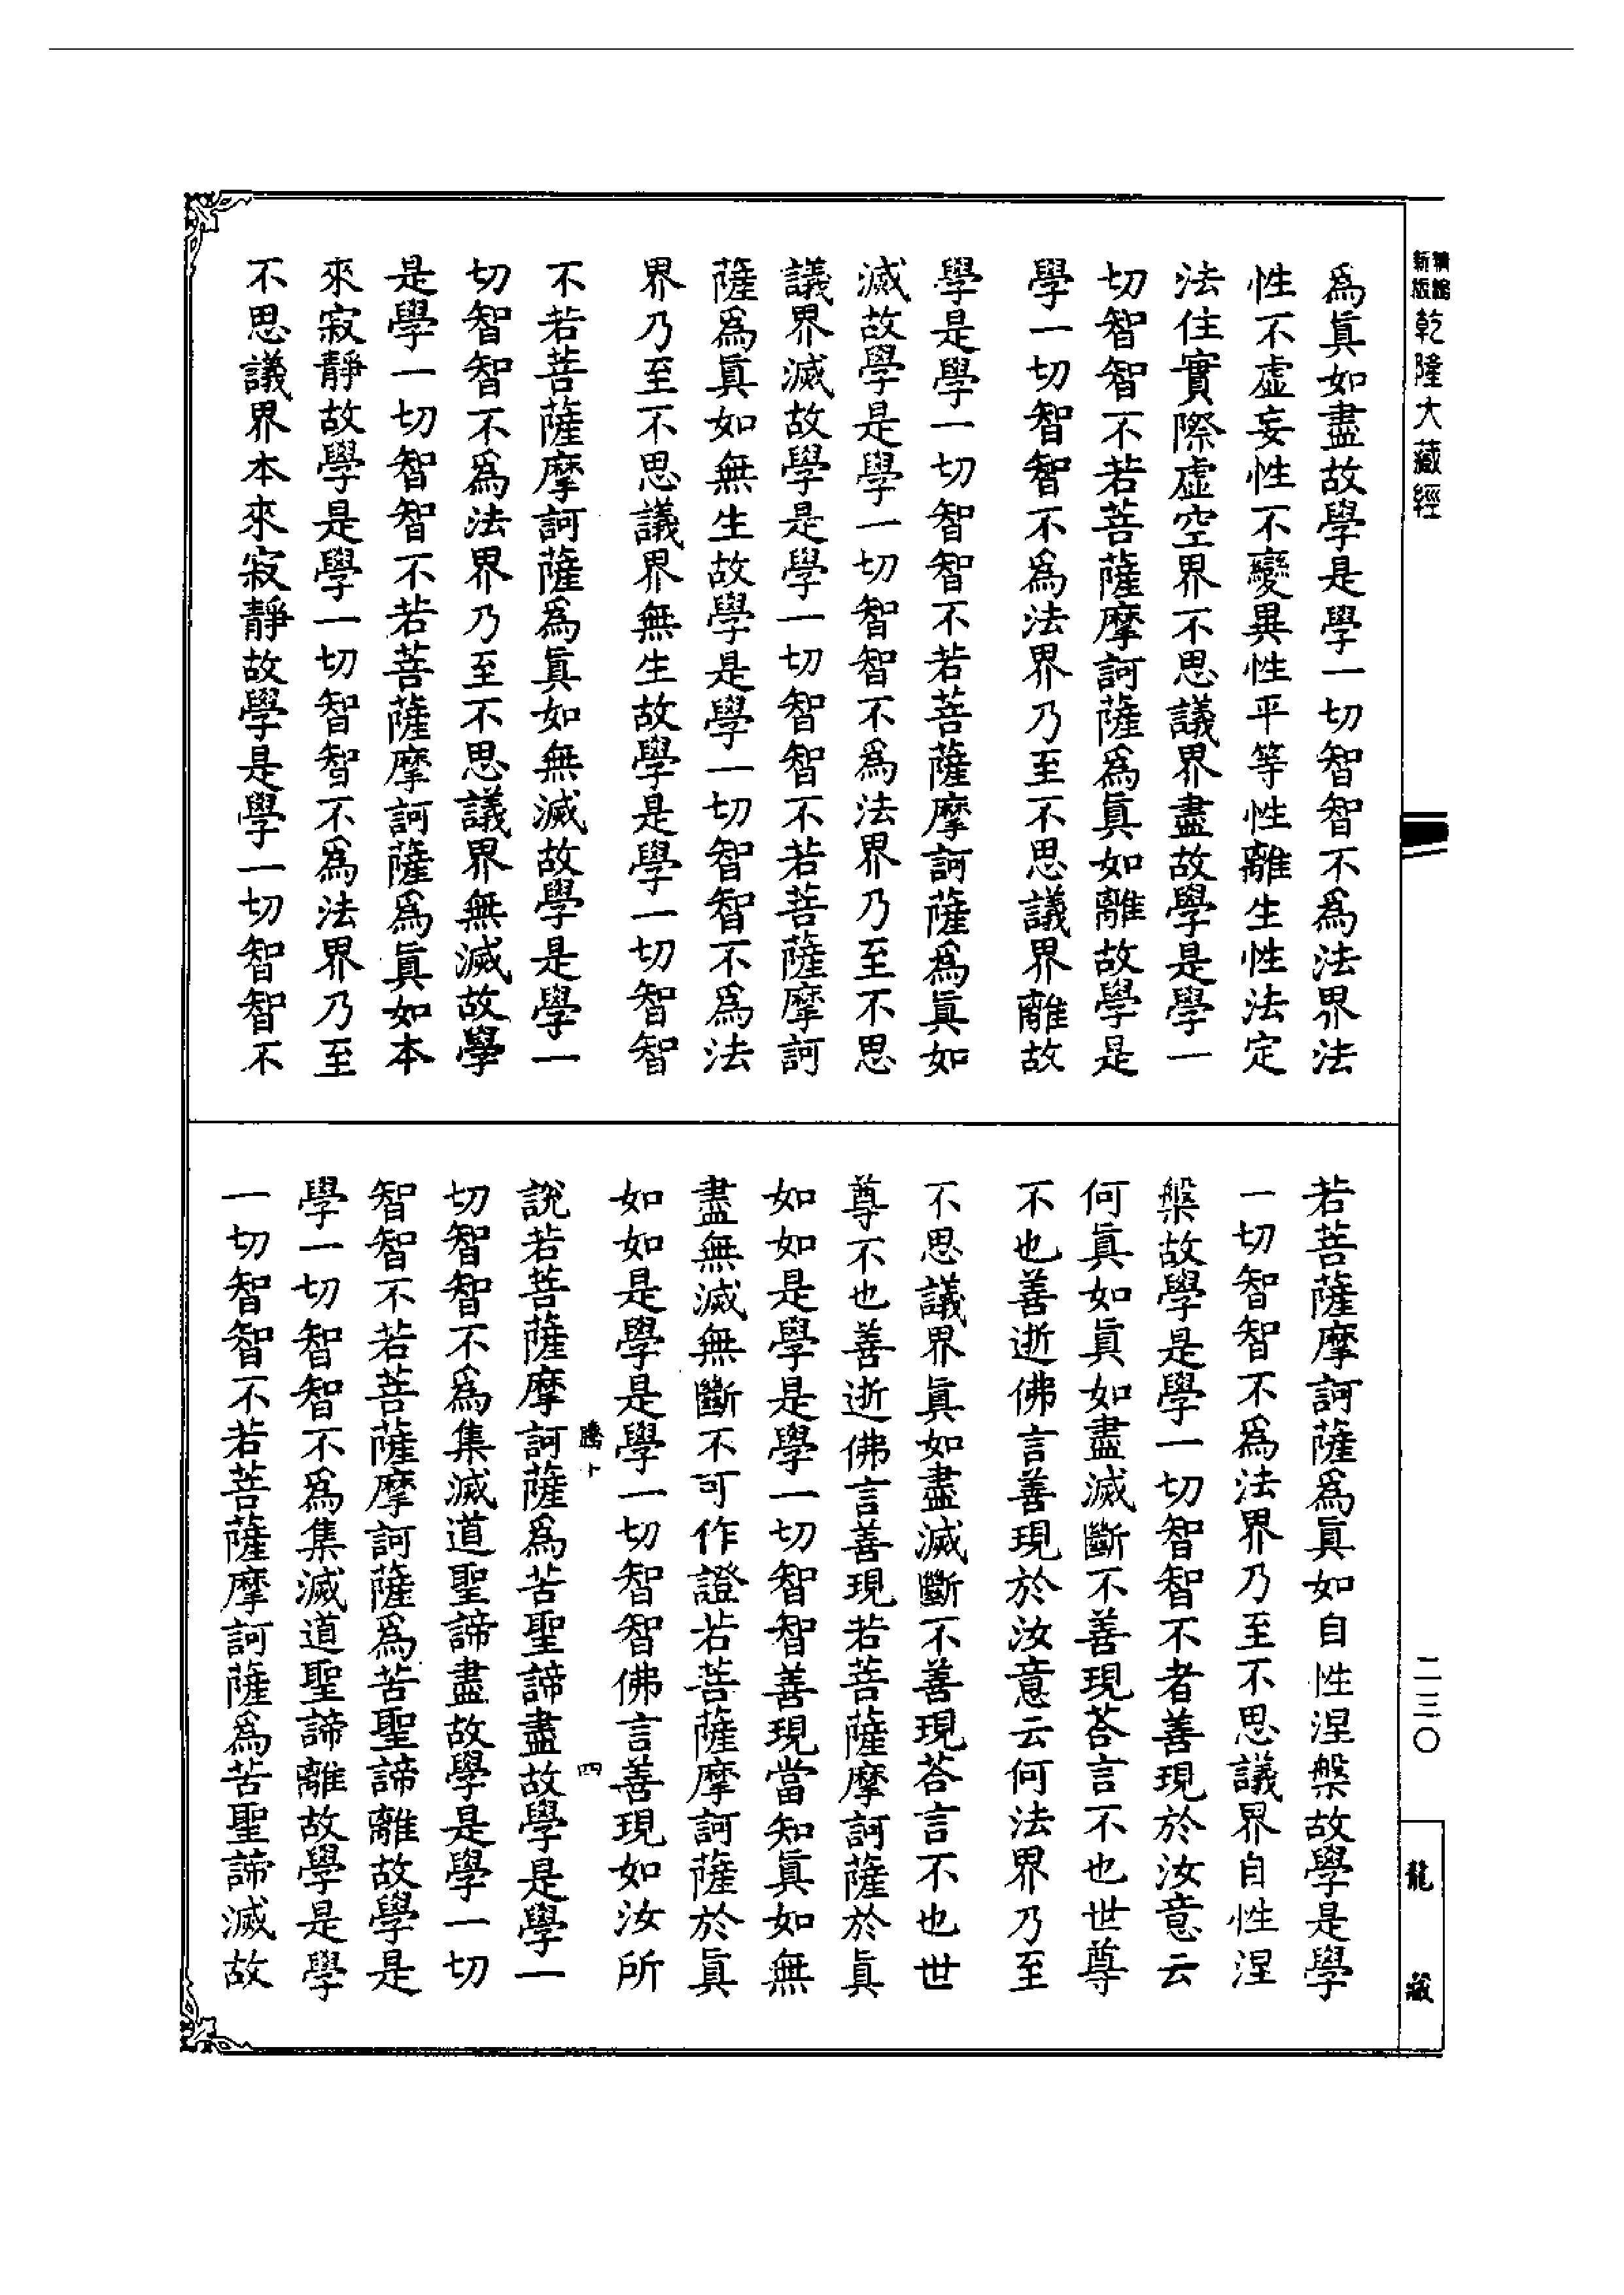 新版
精縮
乾隆大藏經
為眞如盡故學是學一切智智不為法界法
性不虛妄性不變異性平等性離生性法定
法住實際虛空界不思議界盡故學是學一
切智智不若菩薩摩訶薩為眞如離故學是
學一切智智不為法界乃至不思議界離故
學是學一切智智不若菩薩摩訶薩為眞如
滅故學是學一切智智不為法界乃至不思
議界滅故學是學一切智智不若菩薩摩訶
薩為眞如無生故學是學一切智智不為法
界乃至不思議界無生故學是學一切智智
不若菩薩摩訶薩為眞如無滅故學是學一
切智智不為法界乃至不思議界無滅故學
是學一切智智不若菩薩摩訶薩為眞如本
來寂靜故學是學一切智智不為法界乃至
不思議界本來寂靜故學是學一切智智不
若菩薩摩訶薩為眞如自性涅槃故學是學
一切智智不為法界乃至不思議界自性涅
槃故學是學一切智智不者善現於汝意云
何眞如眞如盡滅斷不善現荅言不也世尊
不也善逝佛言善現於汝意云何法界乃至
不思議界眞如盡滅斷不善現荅言不也世
尊不也善逝佛言善現若菩薩摩訶薩於眞
如如是學是學一切智智善現當知眞如無
盡無滅無斷不可作證若菩薩摩訶薩於眞
如如是學是學一切智智佛言善現如汝所
騰十
四
說若菩薩摩訶薩為苦聖諦盡故學是學一
切智智不為集滅道聖諦盡故學是學一切
智智不若菩薩摩訶薩為苦聖諦離故學是
學一切智智不為集滅道聖諦離故學是學
一切智智不若菩薩摩訶薩為苦聖諦滅故
二三〇
龍藏